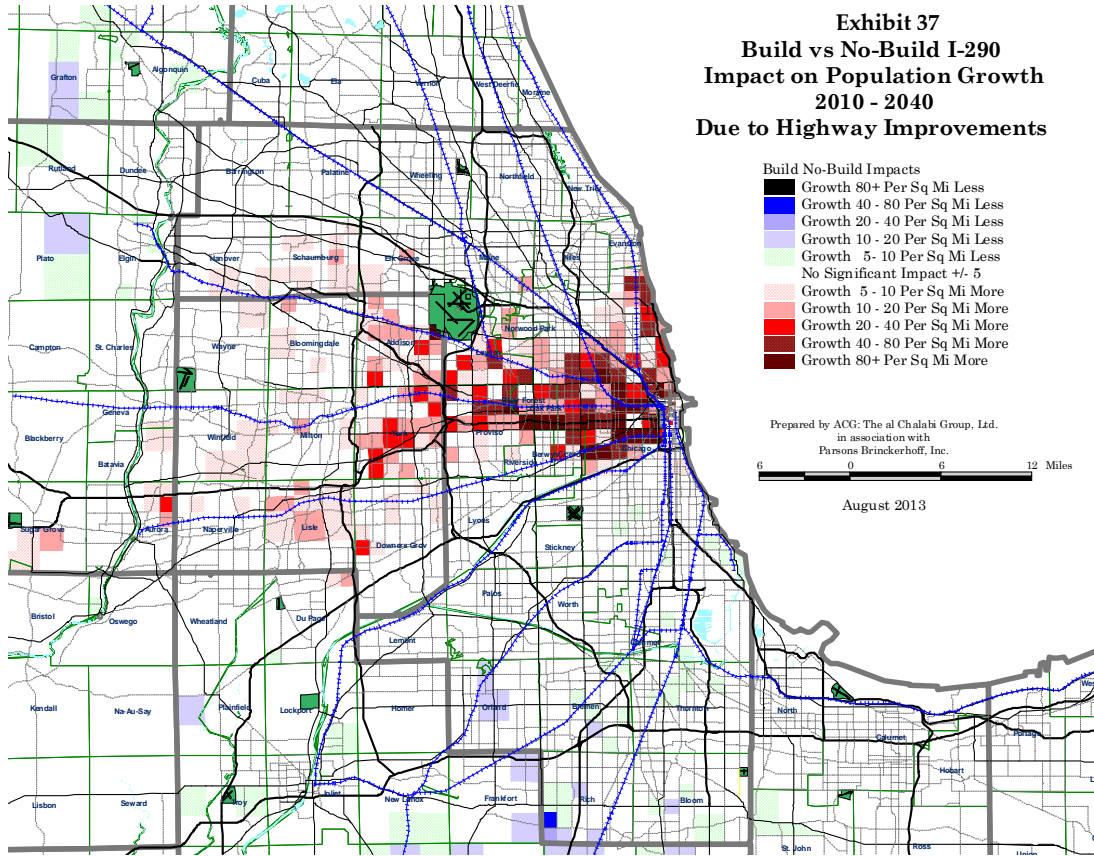 Exhibit 37
Build vs No-Build I-290
Impact on Population Growth
2010 - 2040
Due to Highway Improvements
Build No-Build Impacts
Growth 80+ Per Sq Mi Less
Growth 40 - 80 Per Sq Mi Less
Growth 20 - 40 Per Sq Mi Less
Growth 10 - 20 Per Sq Mi Less
Growth 5- 10 Per Sq Mi Less
No Significant Impact +/- 5
Growth 5 - 10 Per Sq Mi More
Growth 10 - 20 Per Sq Mi More
Growth 20 - 40 Per Sq Mi More
Growth 40 - 80 Per Sq Mi More
Growth 80+ Per Sq Mi More
Prepared by ACG: The al Chalabi Group, Ltd.
in association with
Parsons Brinckerhoff, Inc.
6 0 6 12 Miles
August 2013
Grafton
Algonquin
Cuba
Ela
Vernon
West Deerfie
Moraine
Rutland
Dundee
Barrington
Palatine
Wheeling
Northfield
New Trier
Plato
Elgin
Hanover
Schaumburg
Elk Grove
Maine
Niles
Evanston
Campton
St. Charles
Wayne
Bloomingdale
Addison
Leyden
Norwood Park
Geneva
Blackberry
Batavia
Winfield
Milton
Proviso
Riverside
Chicago
Sugar Grove
Aurora
Naperville
Lisle
Downers Grov
Lyons
Stickney
Bristol
Oswego
Wheatland
Du Page
Lemont
Palos
Worth
Calumet
Kendall
Na-Au-Say
Plainfield
Lockport
Homer
Orland
Bremen
Thornton
North
Calumet
Portage
Hobart
Lisbon
Seward
Troy
Joliet
New Lenox
Frankfort
Rich
Bloom
St. John
Ross
Union